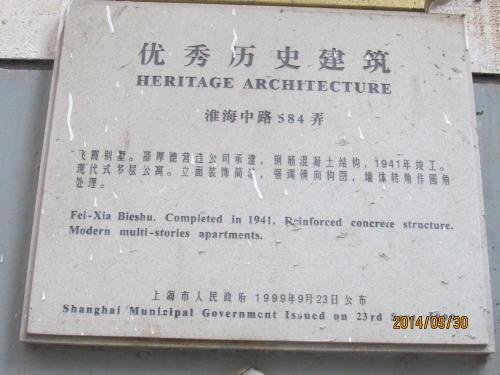 优秀历史建筑
HERITAGE ARCHITECTURE
淮海中路584弄
飞霞别墅。邵厚德营造公司承建，钢筋混凝土结构，1941年竣工。
现代式多层公寓。立面装饰简洁，强调横向构图，墙体转角作圆角
处理。
Fei-Xia Bieshu. Completed in 1941. Reinforced concrete structure.
Modern multi-stories apartments.
上海市人民政府 1999年9月23日公布
Shanghai Municipal Government Issued on 23rd
2014/09/30